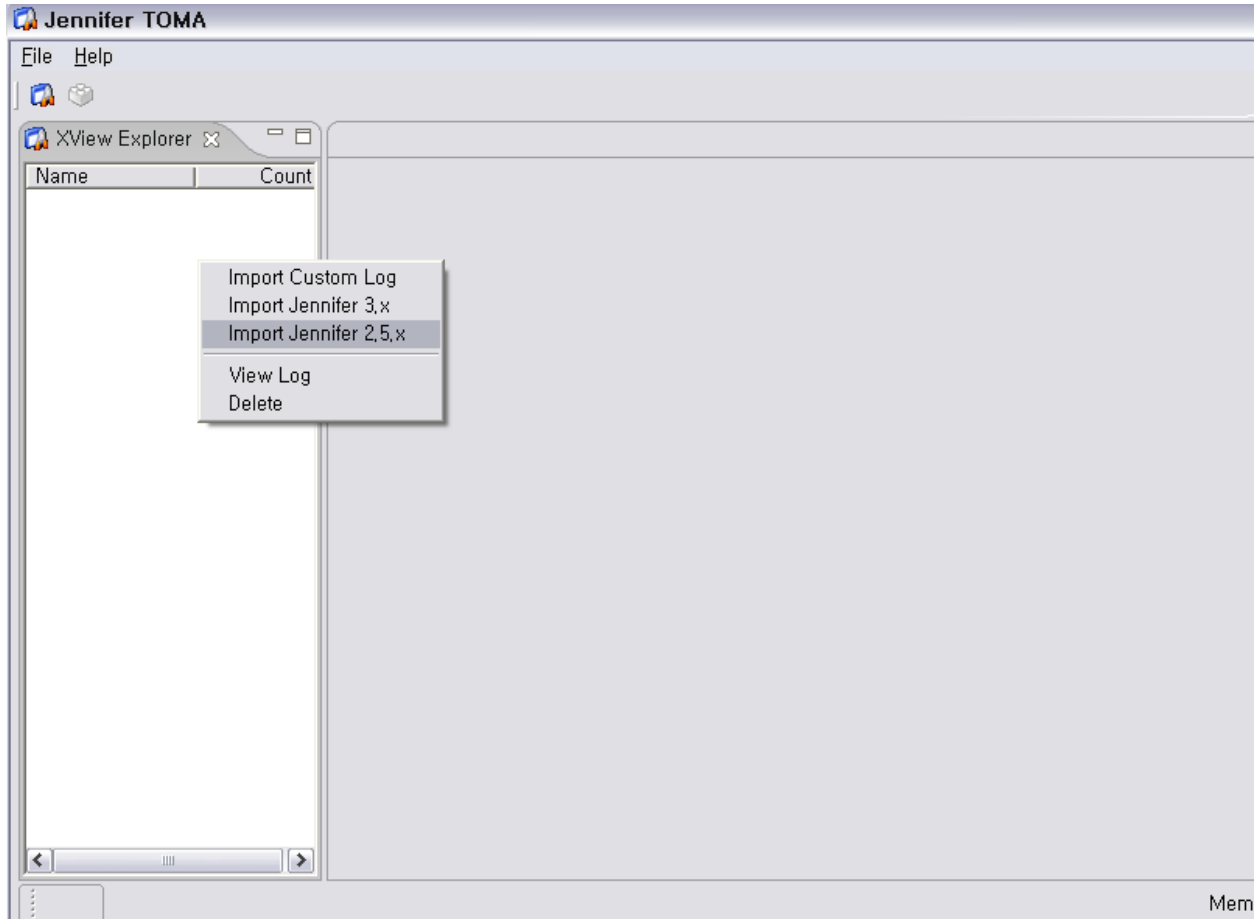 Jennifer TOMA
File Help
XView Explorer
Name Count
Import Custom Log
Import Jennifer 3,x
Import Jennifer 2,5,x
View Log
Delete
Mem